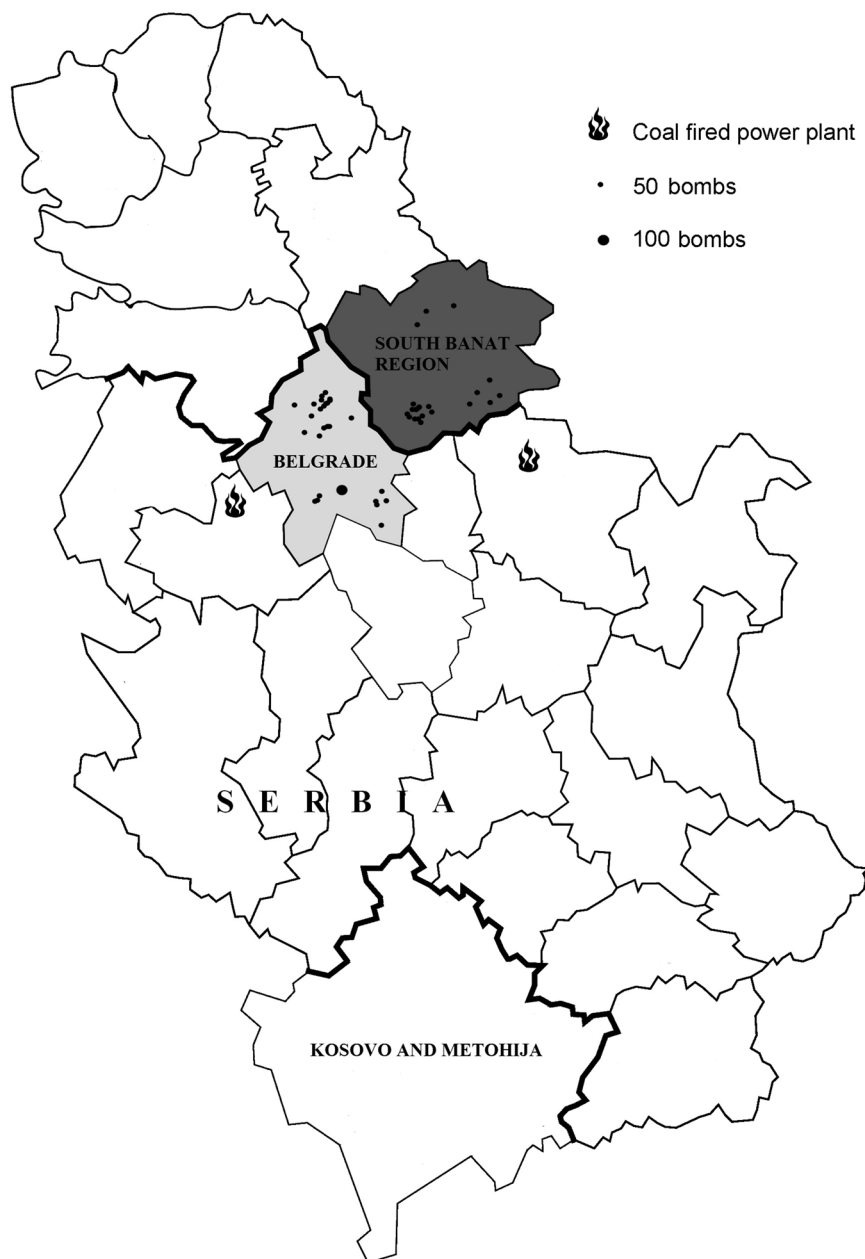 Coal fired power plant
50 bombs
100 bombs
SOUTH BANAT
REGION
BELGRADE
S E R B I A
KOSOVO AND METOHIJA